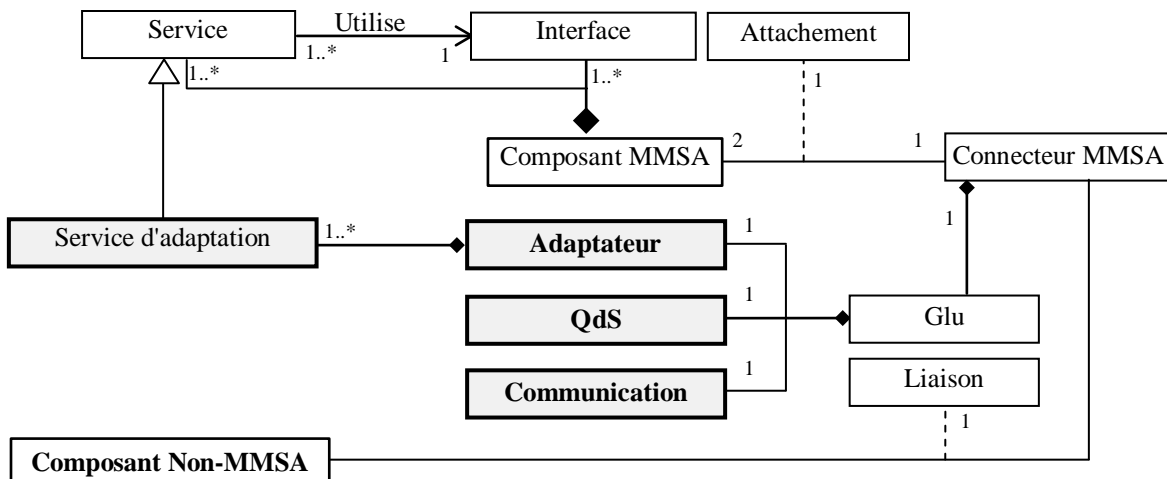 Service
Utilise
1..*
1
Interface
Attachement
1..*
1..*
1
Composant MMSA
2
1
Connecteur MMSA
Service d'adaptation
1..*
Adaptateur
1
1
QdS
1
Glu
Communication
1
Liaison
1
Composant Non-MMSA